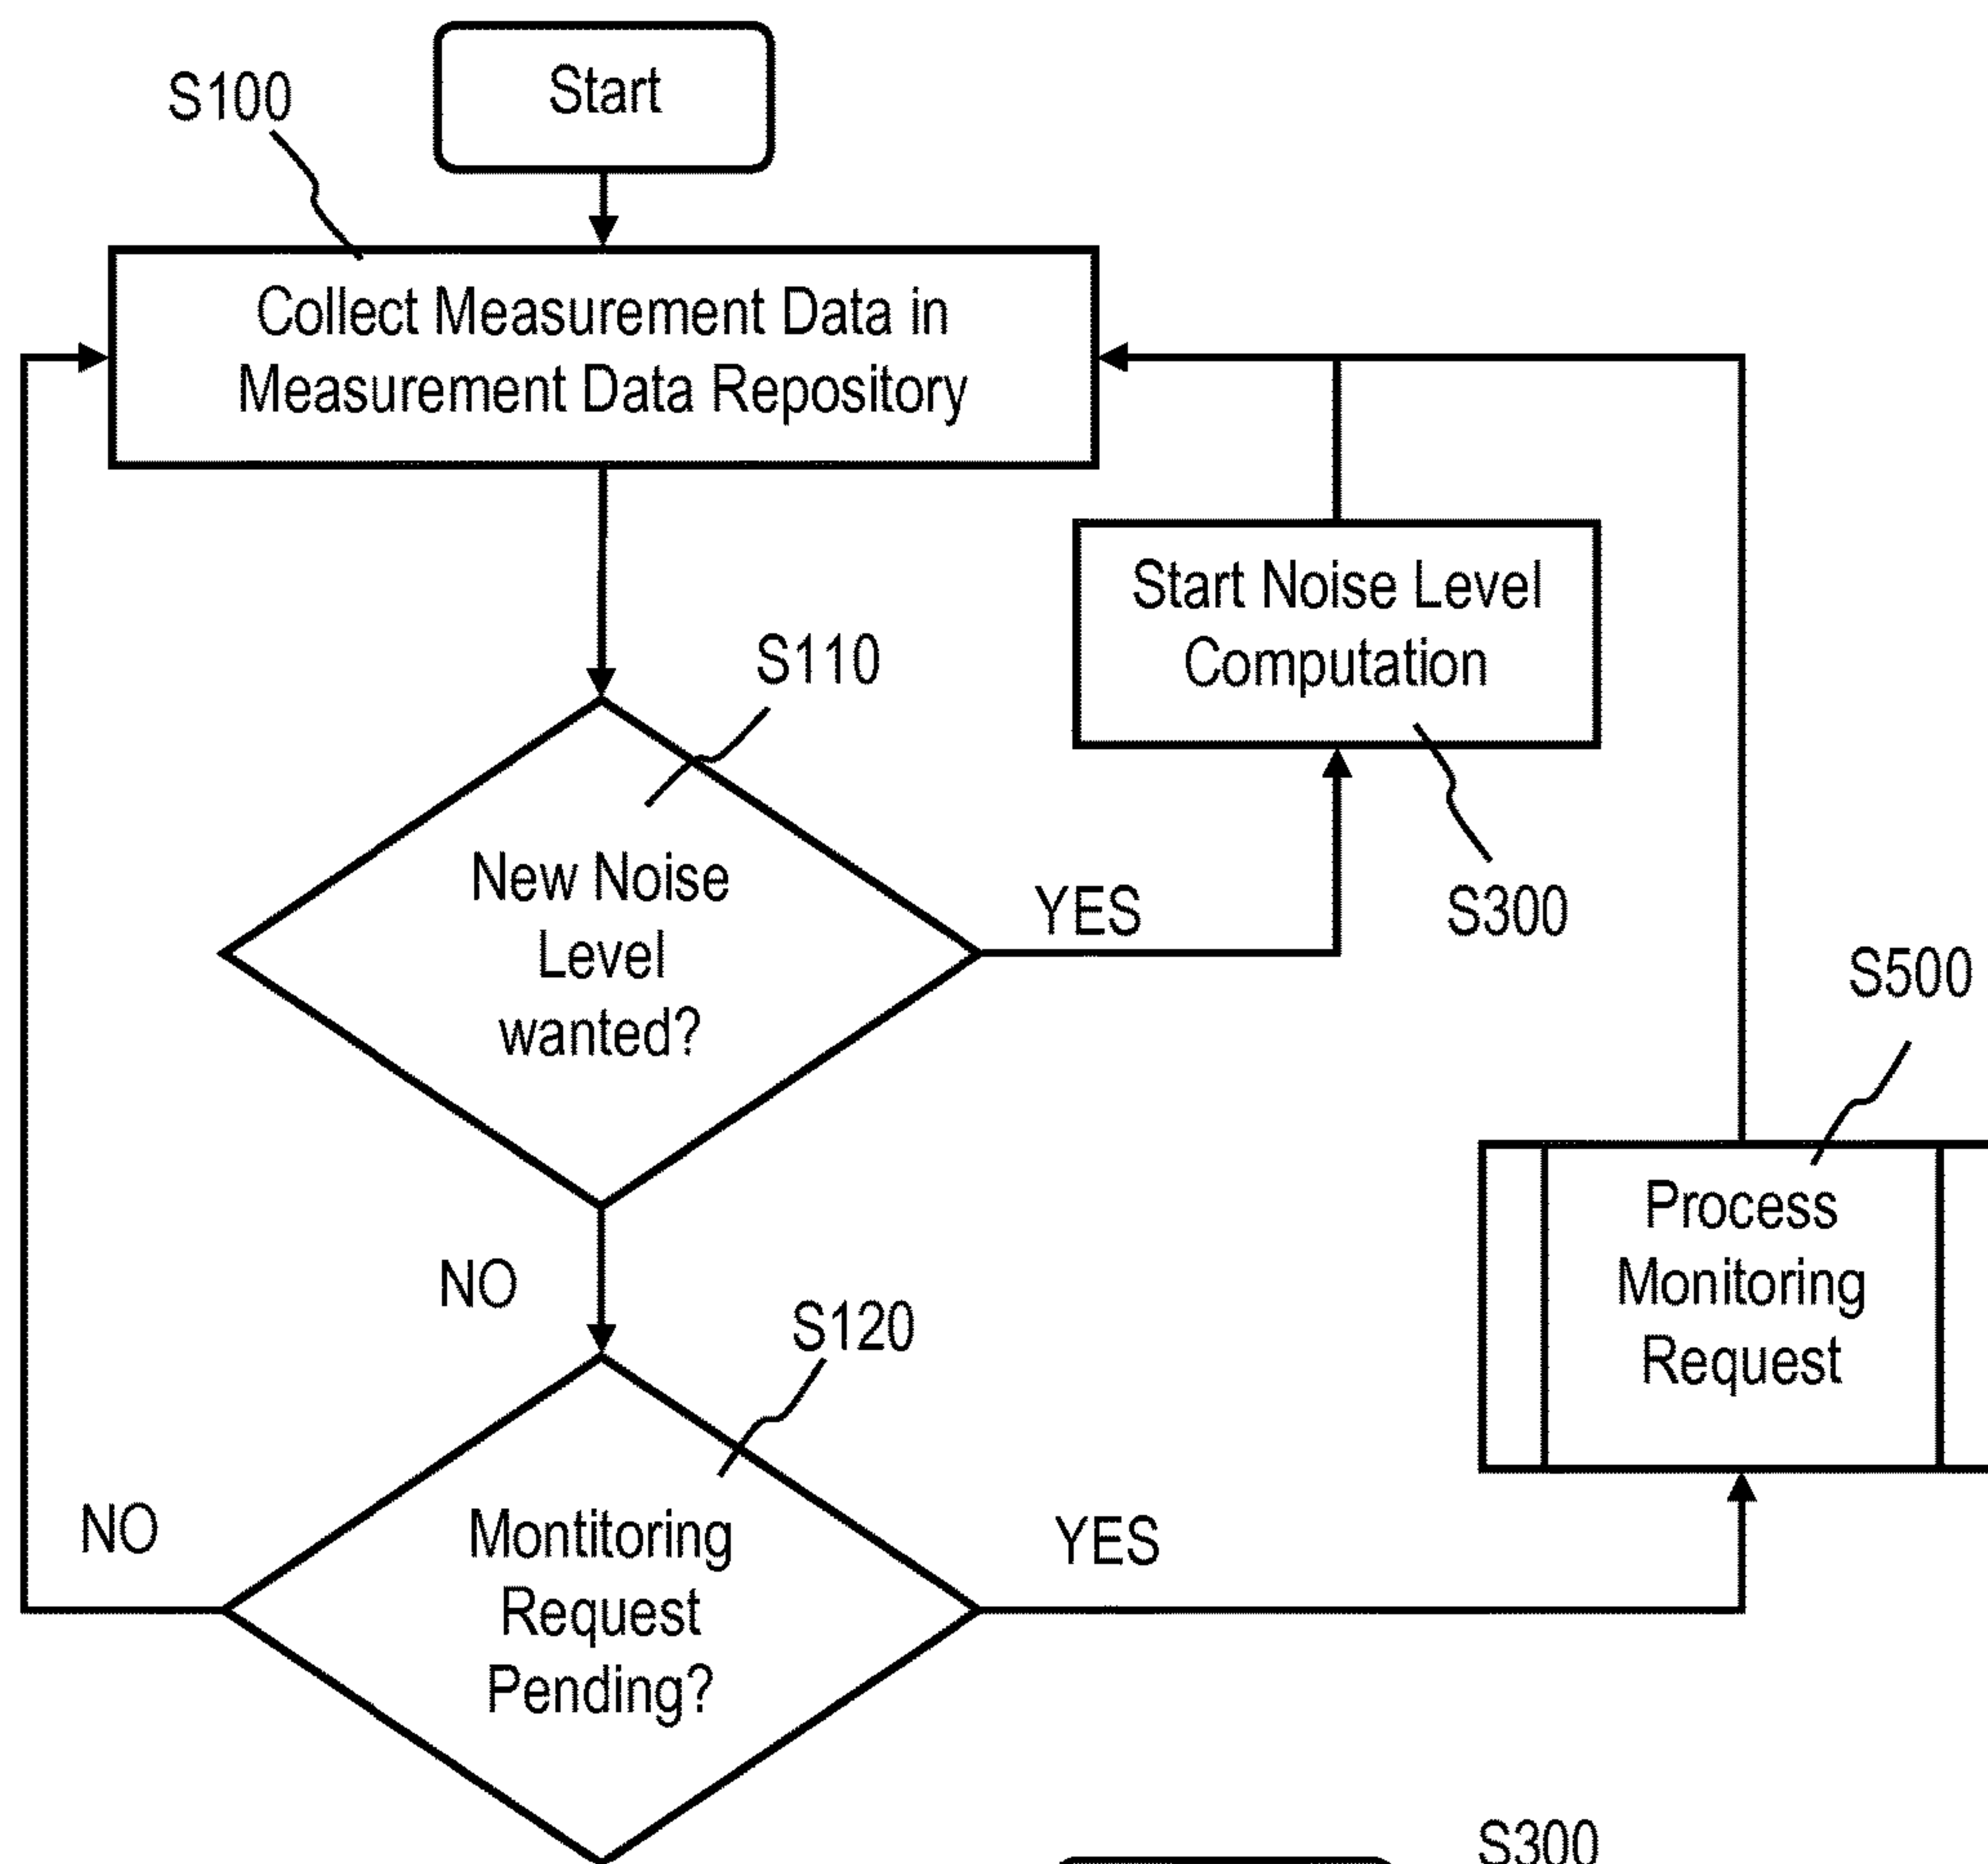 Start
S100
Collect Measurement Data in
Measurement Data Repository
Start Noise Level
Computation
S110
New Noise
Level
wanted?
YES
S300
S500
Process
Monitoring
Request
NO
S120
Montitoring
Request
Pending?
NO
YES
S300